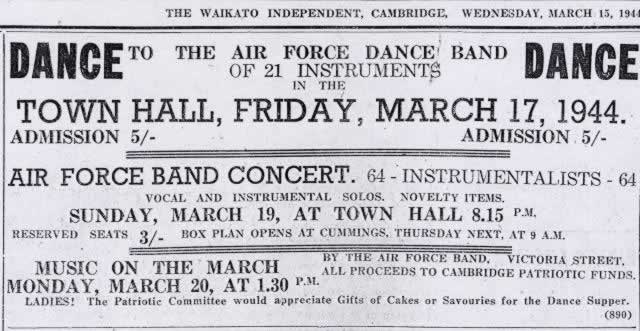 THE WAIKATO INDEPENDENT, CAMBRIDGE, WEDNESDAY, MARCH 15, 1944
DANCE TO THE AIR FORCE DANCE BAND DANCE
OF 21 INSTRUMENTS
IN THE
TOWN HALL, FRIDAY, MARCH 17, 1944.
ADMISSION 5/- ADMISSION 5/-
AIR FORCE BAND CONCERT. 64 - INSTRUMENTALISTS - 64
VOCAL AND INSTRUMENTAL SOLOS. NOVELTY ITEMS.
SUNDAY, MARCH 19, AT TOWN HALL 8.15 P.M.
RESERVED SEATS 3/- BOX PLAN OPENS AT CUMMINGS, THURSDAY NEXT, AT 9 A.M.
MUSIC ON THE MARCH
MONDAY, MARCH 20, AT 1.30 P.M.
BY THE AIR FORCE BAND, VICTORIA STREET.
ALL PROCEEDS TO CAMBRIDGE PATRIOTIC FUNDS.
LADIES! The Patriotic Committee would appreciate Gifts of Cakes or Savouries for the Dance Supper.
(890)